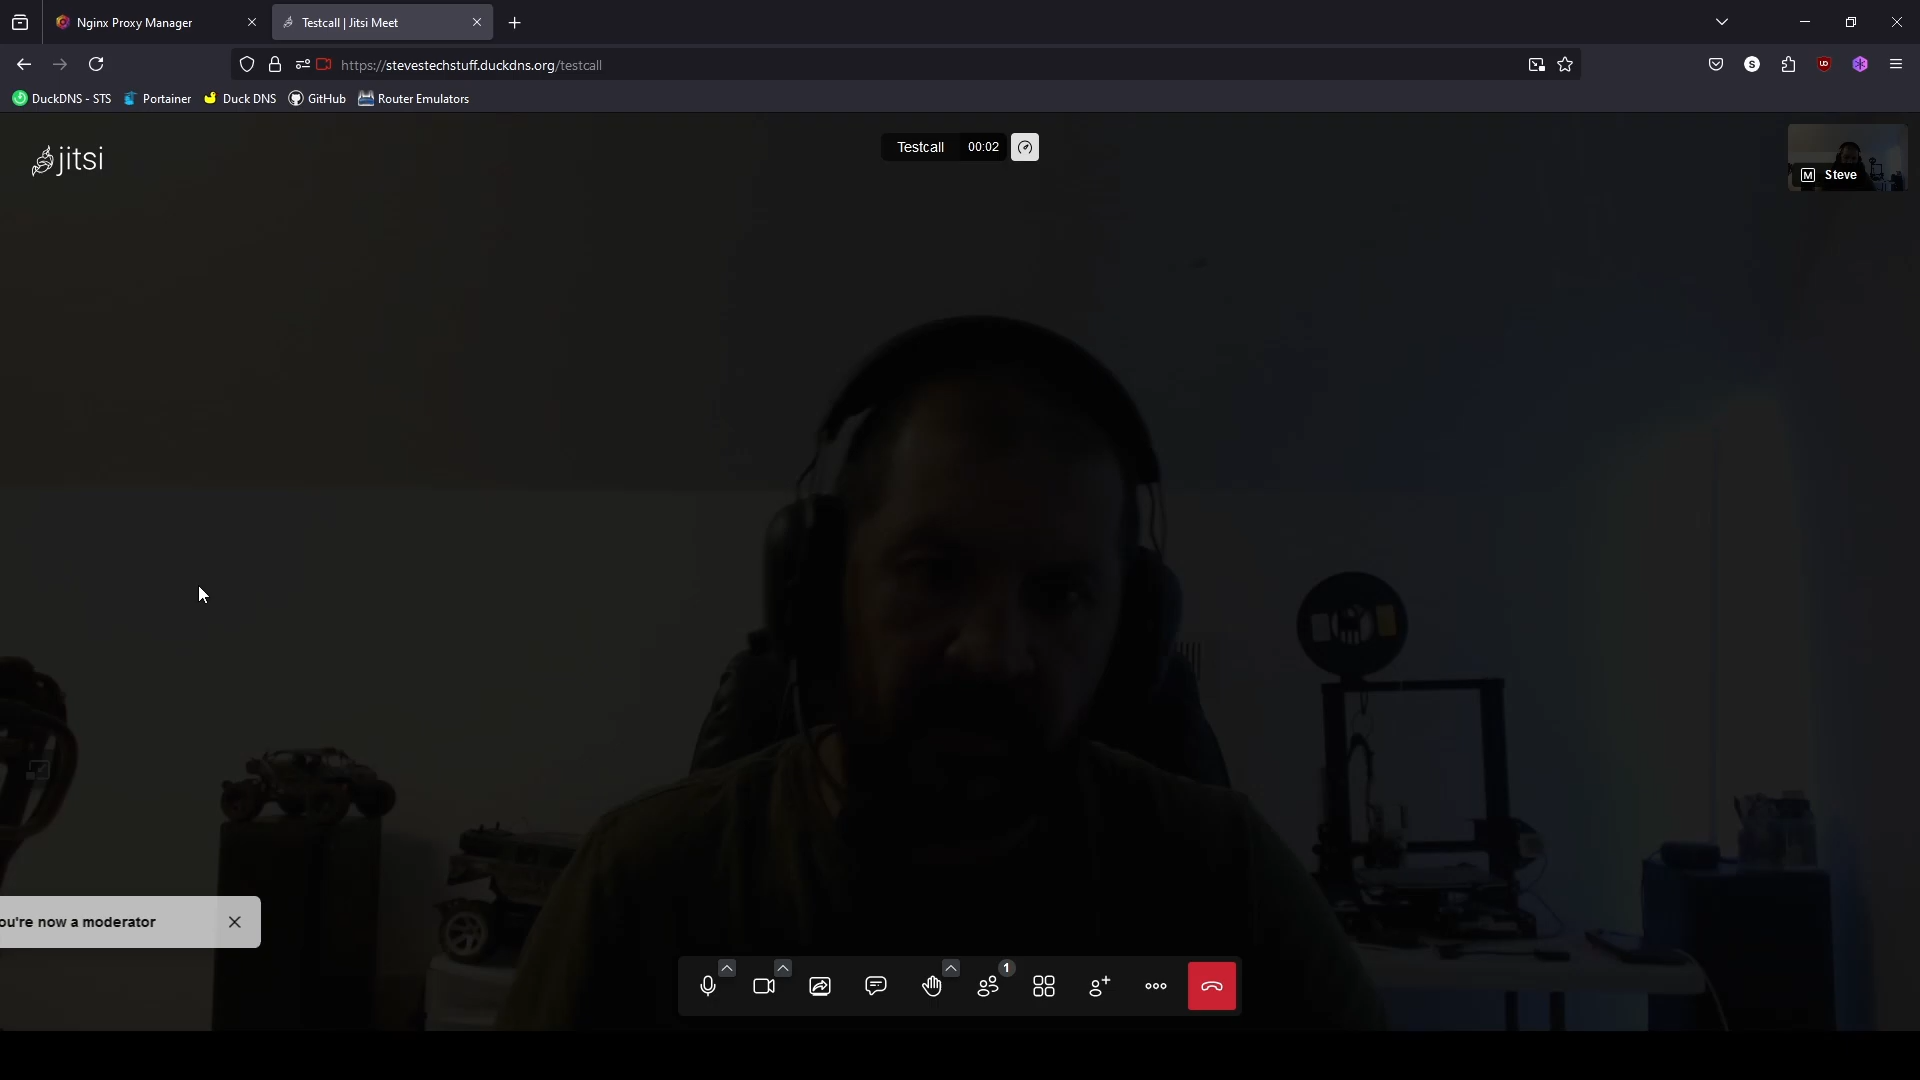 Nginx Proxy Manager
Testcall | Jitsi Meet
https://stevestechstuff.duckdns.org/testcall
S
DuckDNS - STS
Portainer
Duck DNS
GitHub
Router Emulators
jitsi
Testcall
00:02
M
Steve
ou're now a moderator
1